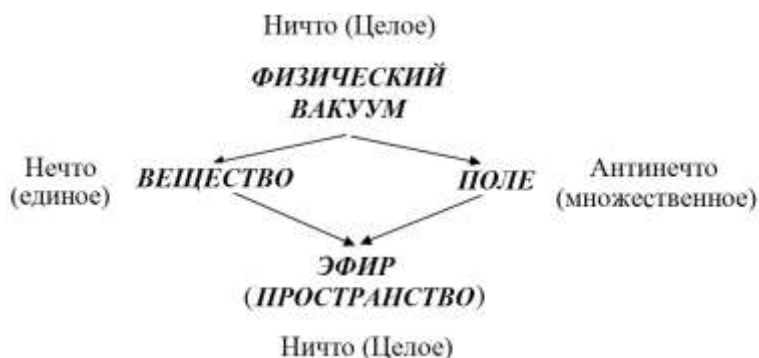 Ничто (Целое)
ФИЗИЧЕСКИЙ
ВАКУУМ
Нечто
(единое)
ВЕЩЕСТВО
ПОЛЕ
Антинечто
(множественное)
ЭФИР
(ПРОСТРАНСТВО)
Ничто (Целое)